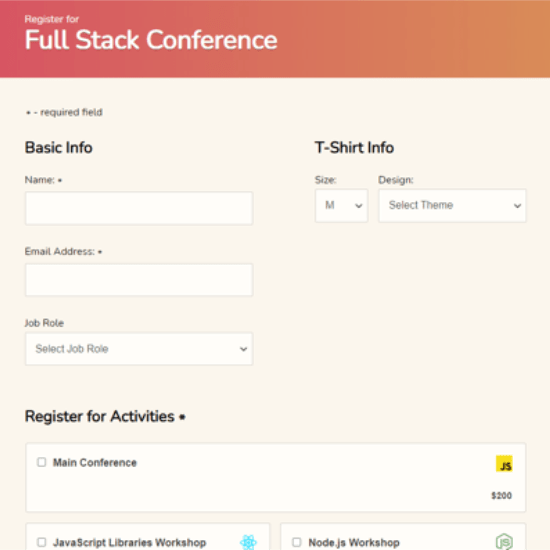 Register for
Full Stack Conference
* - required field
Basic Info
Name: *
Email Address: *
Job Role
Select Job Role
T-Shirt Info
Size:
M
Design:
Select Theme
Register for Activities *
Main Conference
JS
$200
JavaScript Libraries Workshop
Node.js Workshop
JS